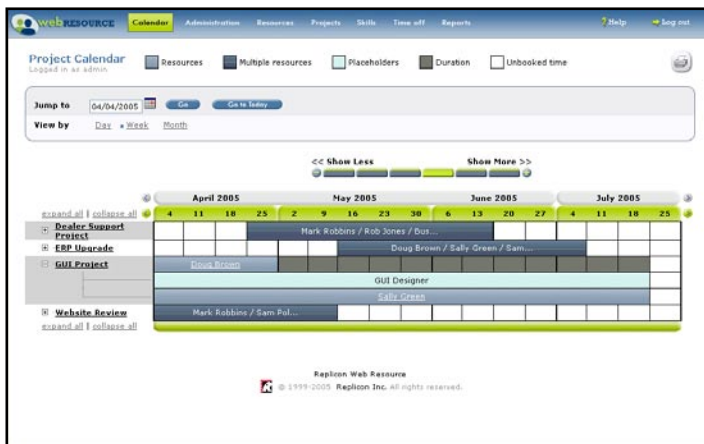 webRESOURCE Calendar Administration Resources Projects Skills Time off Reports ?Help Log out
Project Calendar
Logged in as admin
Resources Multiple resources Placeholders Duration Unbooked time
Jump to 04/04/2005 Go Go to Today
View by Day Week Month
<< Show Less Show More >>
April 2005 May 2005 June 2005 July 2005
expand all | collapse all 4 11 18 25 2 9 16 23 30 6 13 20 27 4 11 18 25
Dealer Support Project Mark Robbins / Rob Jones / Bus...
ERP Upgrade Doug Brown / Sally Green / Sam...
GUI Project Doug Brown
GUI Designer
Sally Green
Website Review Mark Robbins / Sam Pol...
expand all | collapse all
Replicon Web Resource
© 1999-2005 Replicon Inc. All rights reserved.